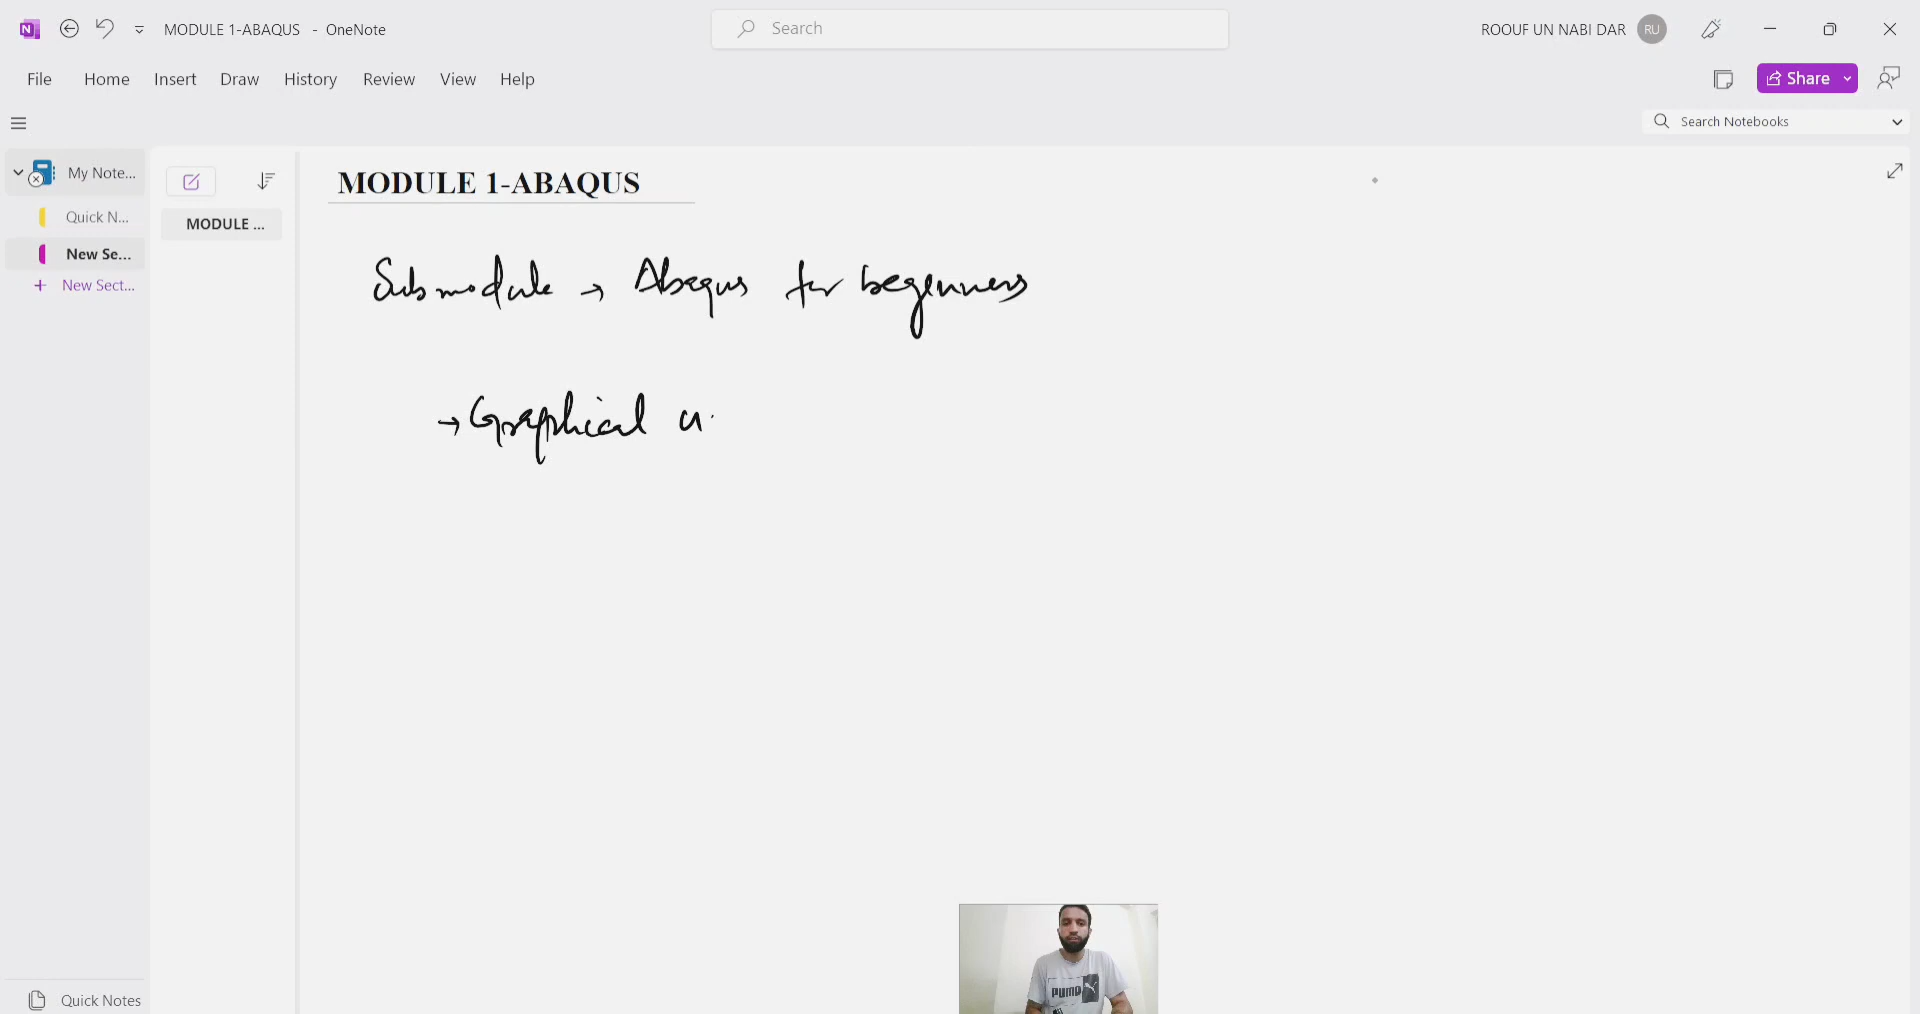 MODULE 1-ABAQUS - OneNote
Search
ROOUF UN NABI DAR
RU
File Home Insert Draw History Review View Help
Share
Search Notebooks
My Note...
Quick N...
New Se...
New Sect...
MODULE ...
MODULE 1-ABAQUS
Submodule → Abaqus for beginners
→ Graphical u
PUMA
Quick Notes